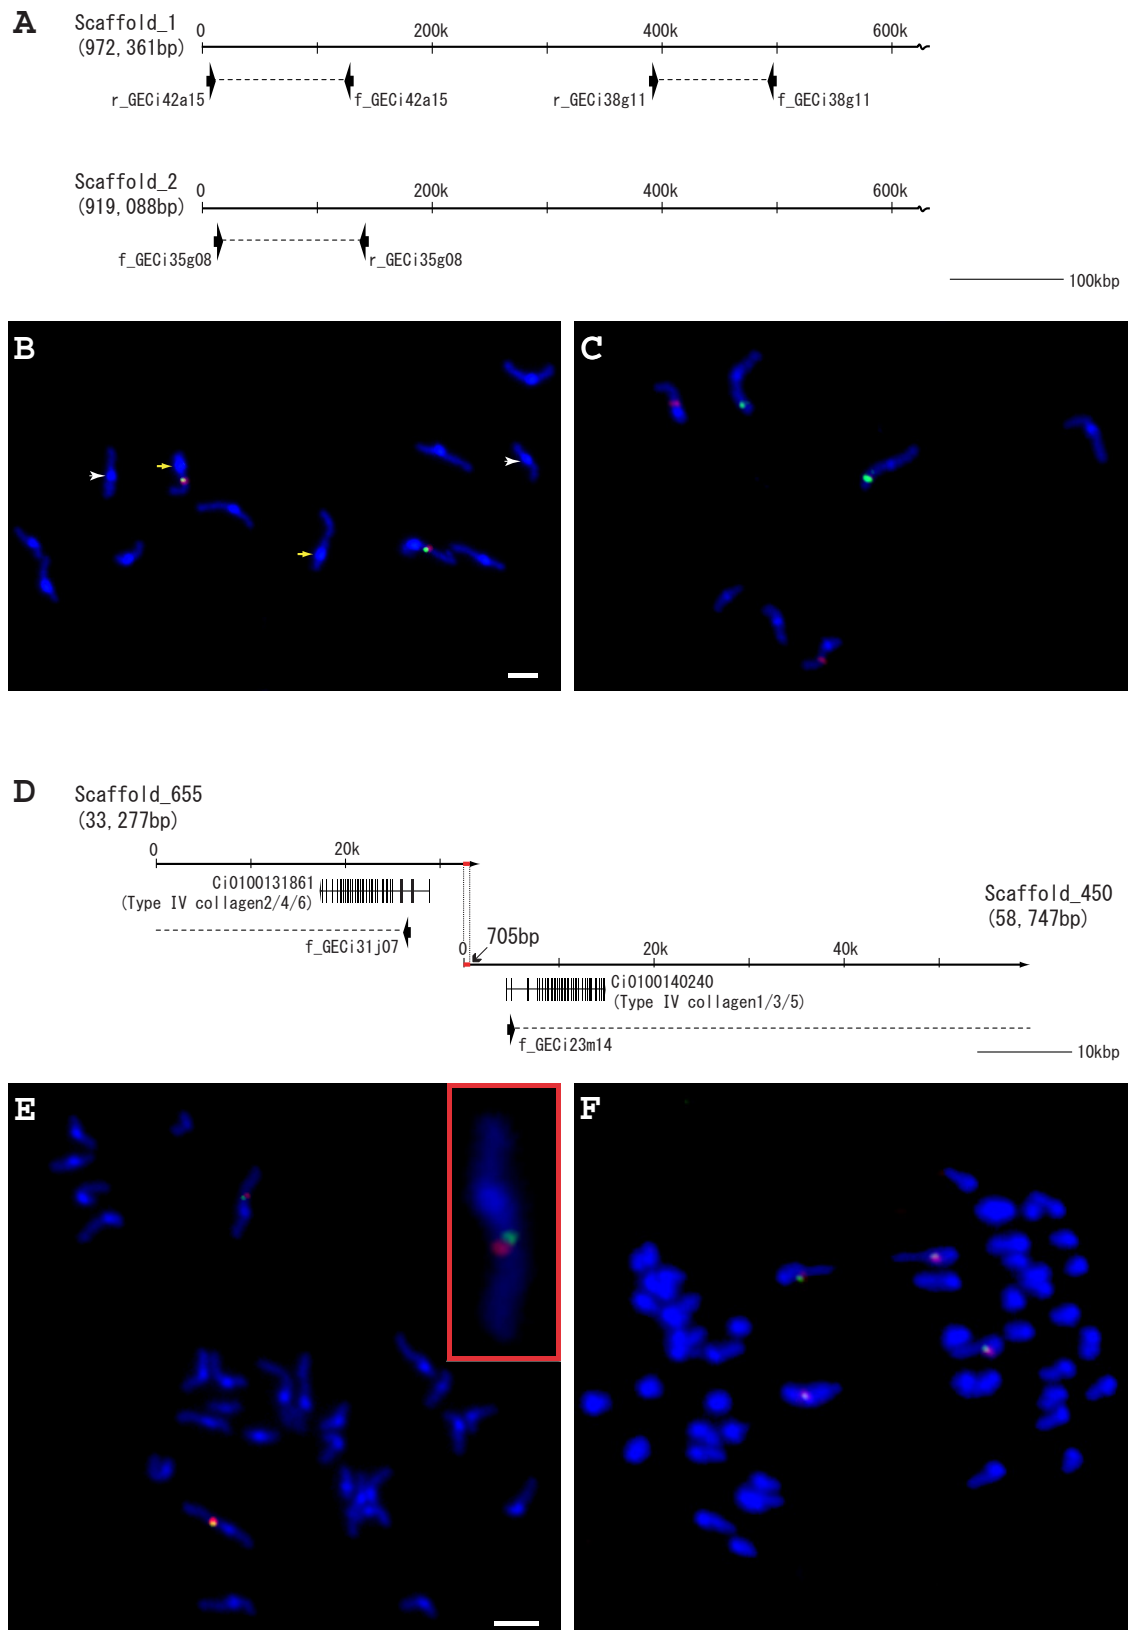 A
Scaffold_1
(972,361bp)
0 200k 400k 600k
r_GECi42a15 f_GECi42a15 r_GECi38g11 f_GECi38g11
Scaffold_2
(919,088bp)
0 200k 400k 600k
f_GECi35g08 r_GECi35g08
100kbp
B
C
D
Scaffold_655
(33,277bp)
0 20k
Ci0100131861
(Type IV collagen2/4/6)
f_GECi31j07
Scaffold_450
(58,747bp)
705bp
0 20k 40k
Ci0100140240
(Type IV collagen1/3/5)
f_GECi23m14
10kbp
E
F